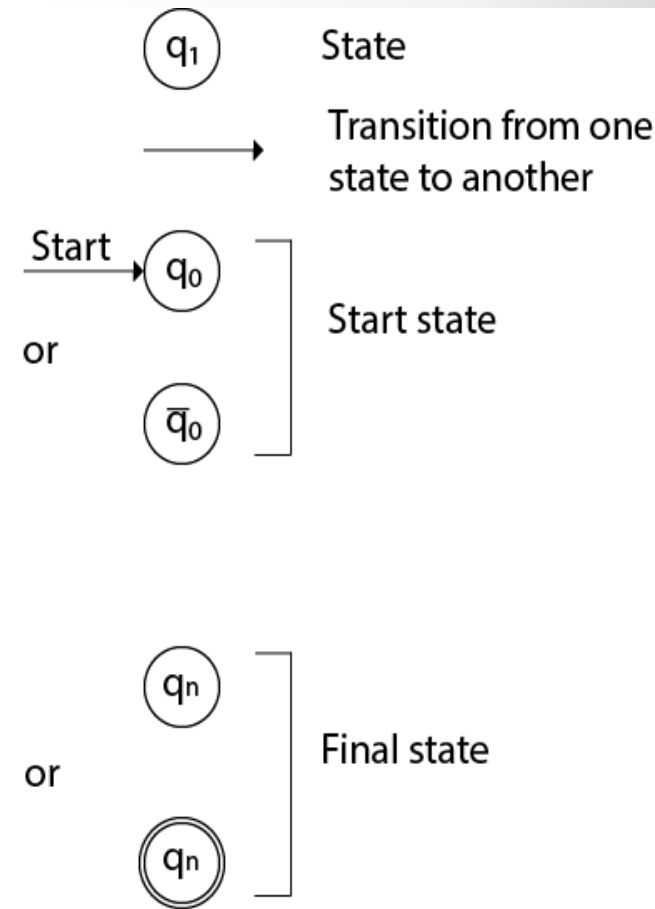 q₁ State
Transition from one
state to another
Start
q₀
Start state
or
q̅₀
qn
Final state
or
qn